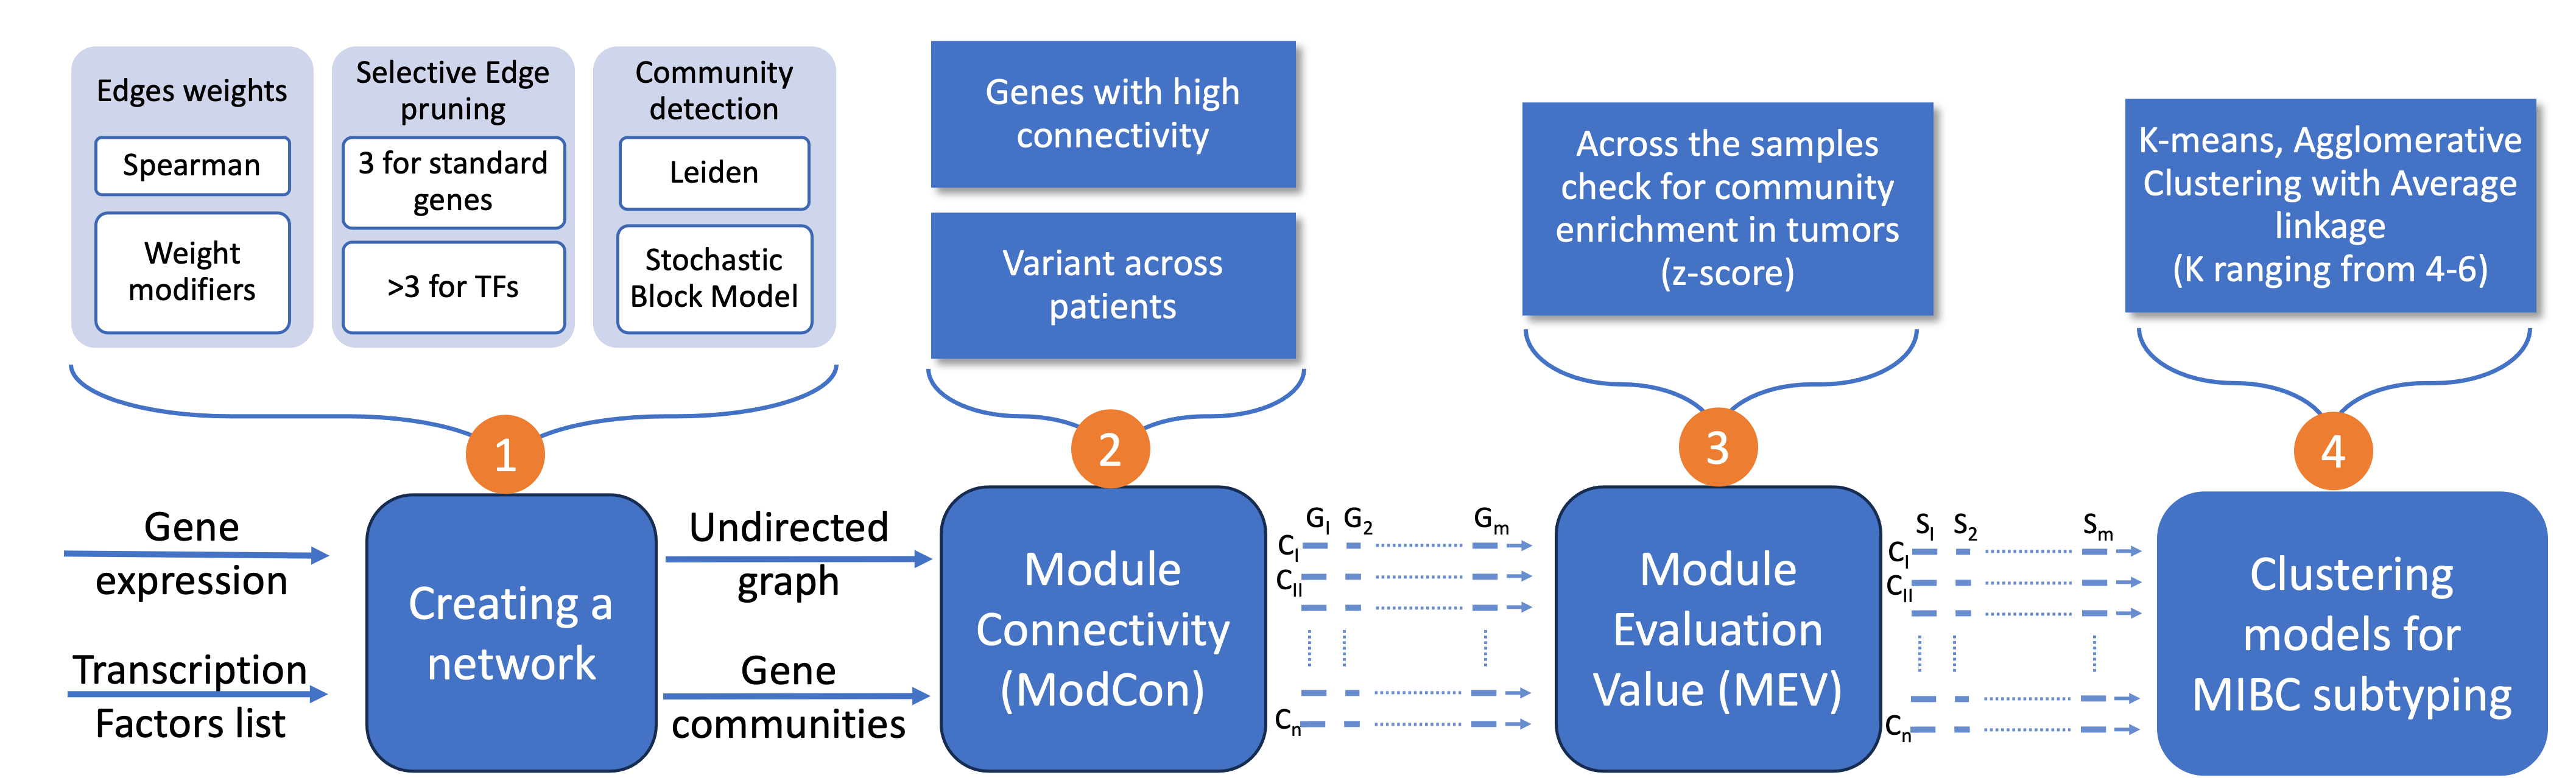 Edges weights
Spearman
Weight
modifiers
Selective Edge
pruning
3 for standard
genes
>3 for TFs
Community
detection
Leiden
Stochastic
Block Model
Genes with high
connectivity
Variant across
patients
Across the samples
check for community
enrichment in tumors
(z-score)
K-means, Agglomerative
Clustering with Average
linkage
(K ranging from 4-6)
1
2
3
4
Gene
expression
Transcription
Factors list
Creating a
network
Undirected
graph
Gene
communities
Module
Connectivity
(ModCon)
G_I G_2 G_m
C_I
C_II
C_n
Module
Evaluation
Value (MEV)
S_I S_2 S_m
C_I
C_II
C_n
Clustering
models for
MIBC subtyping